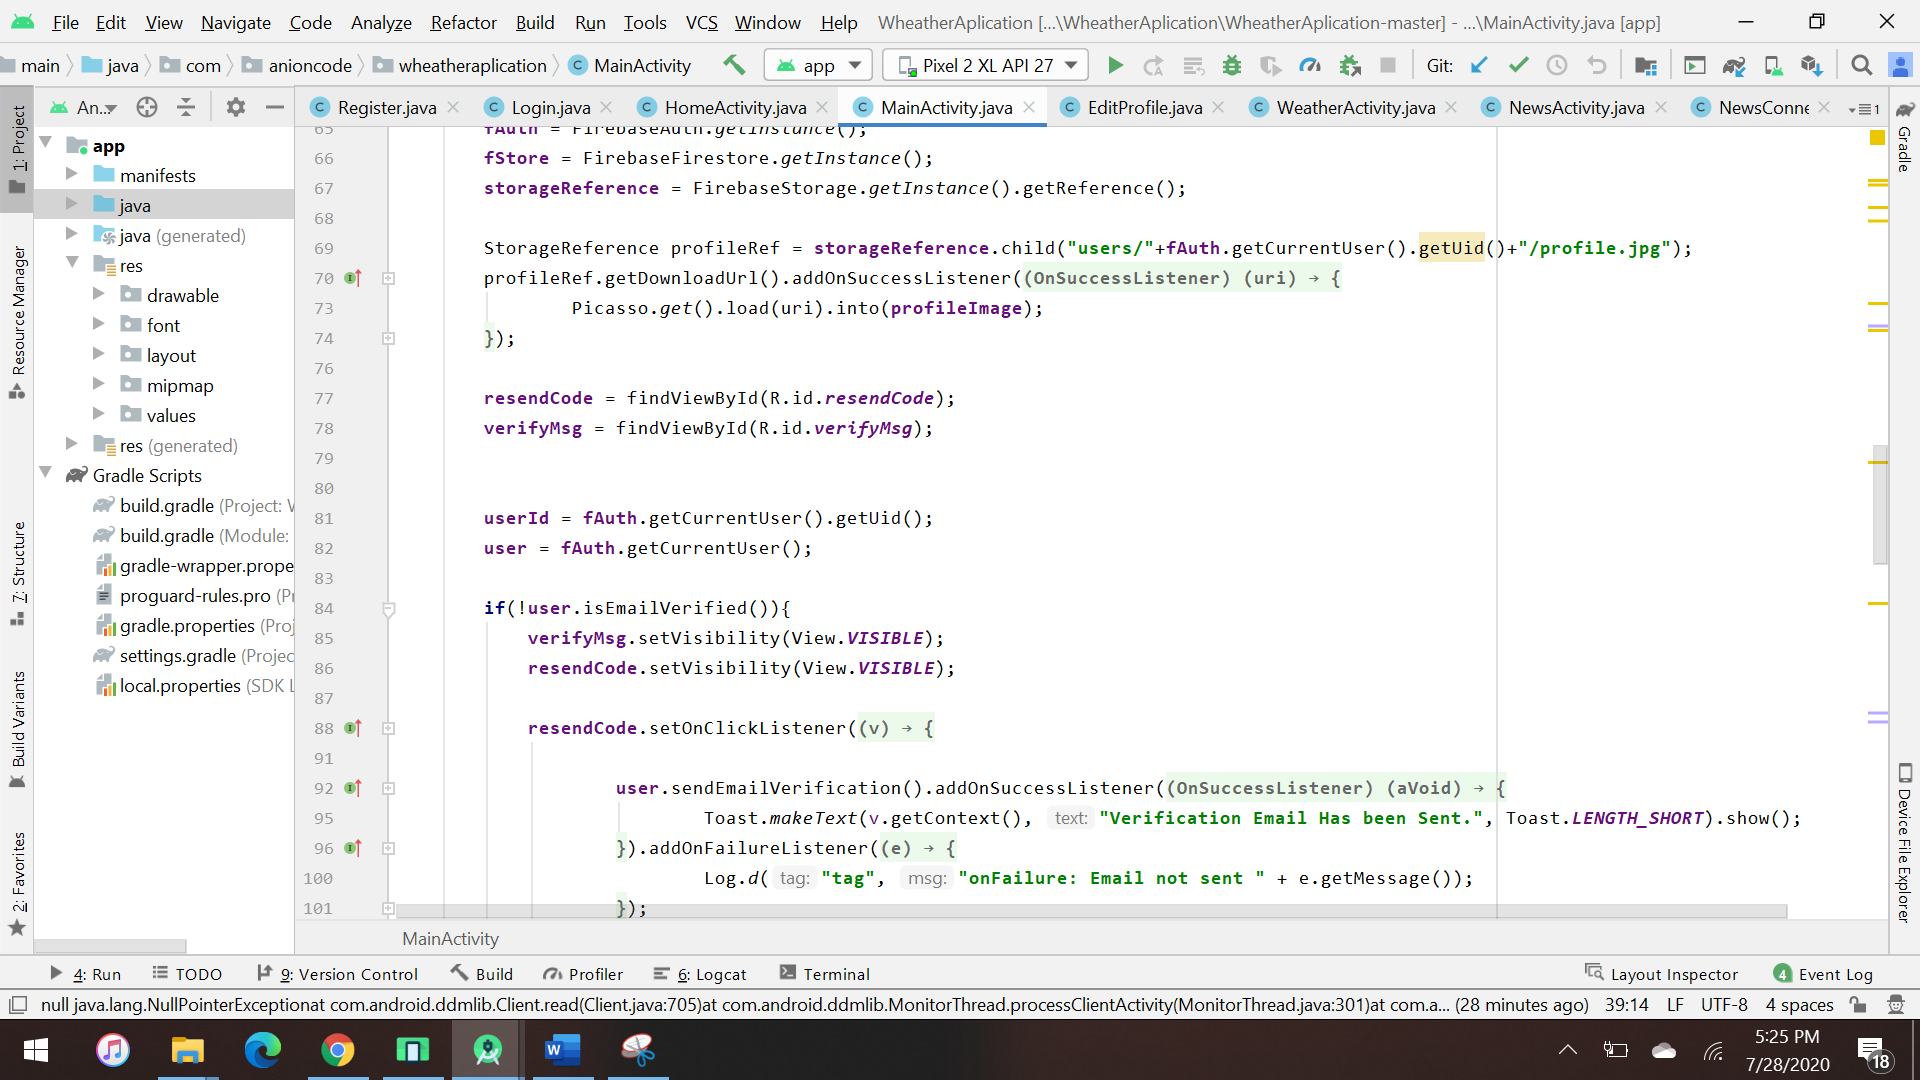 File Edit View Navigate Code Analyze Refactor Build Run Tools VCS Window Help WheatherAplication [...\WheatherAplication\WheatherAplication-master] - ...\MainActivity.java [app]
main java com anioncode wheatheraplication MainActivity app Pixel 2 XL API 27 Git:
An... Register.java Login.java HomeActivity.java MainActivity.java EditProfile.java WeatherActivity.java NewsActivity.java NewsConne 1
1: Project
Resource Manager
7: Structure
Build Variants
2: Favorites
app
manifests
java
java (generated)
res
drawable
font
layout
mipmap
values
res (generated)
Gradle Scripts
build.gradle (Project: W
build.gradle (Module:
gradle-wrapper.prope
proguard-rules.pro (Pr
gradle.properties (Proj
settings.gradle (Projec
local.properties (SDK L
65 fAuth = FirebaseAuth.getInstance();
66 fStore = FirebaseFirestore.getInstance();
67 storageReference = FirebaseStorage.getInstance().getReference();
68
69 StorageReference profileRef = storageReference.child("users/"+fAuth.getCurrentUser().getUid()+"/profile.jpg");
70 profileRef.getDownloadUrl().addOnSuccessListener((OnSuccessListener) (uri) → {
73 Picasso.get().load(uri).into(profileImage);
74 });
76
77 resendCode = findViewById(R.id.resendCode);
78 verifyMsg = findViewById(R.id.verifyMsg);
79
80
81 userId = fAuth.getCurrentUser().getUid();
82 user = fAuth.getCurrentUser();
83
84 if(!user.isEmailVerified()){
85 verifyMsg.setVisibility(View.VISIBLE);
86 resendCode.setVisibility(View.VISIBLE);
87
88 resendCode.setOnClickListener((v) → {
91
92 user.sendEmailVerification().addOnSuccessListener((OnSuccessListener) (aVoid) → {
95 Toast.makeText(v.getContext(), text: "Verification Email Has been Sent.", Toast.LENGTH_SHORT).show();
96 }).addOnFailureListener((e) → {
100 Log.d( tag: "tag", msg: "onFailure: Email not sent " + e.getMessage());
101 });
MainActivity
Gradle
Device File Explorer
4: Run TODO 9: Version Control Build Profiler 6: Logcat Terminal Layout Inspector 4 Event Log
null java.lang.NullPointerExceptionat com.android.ddmlib.Client.read(Client.java:705)at com.android.ddmlib.MonitorThread.processClientActivity(MonitorThread.java:301)at com.a... (28 minutes ago) 39:14 LF UTF-8 4 spaces
W
5:25 PM
7/28/2020
18